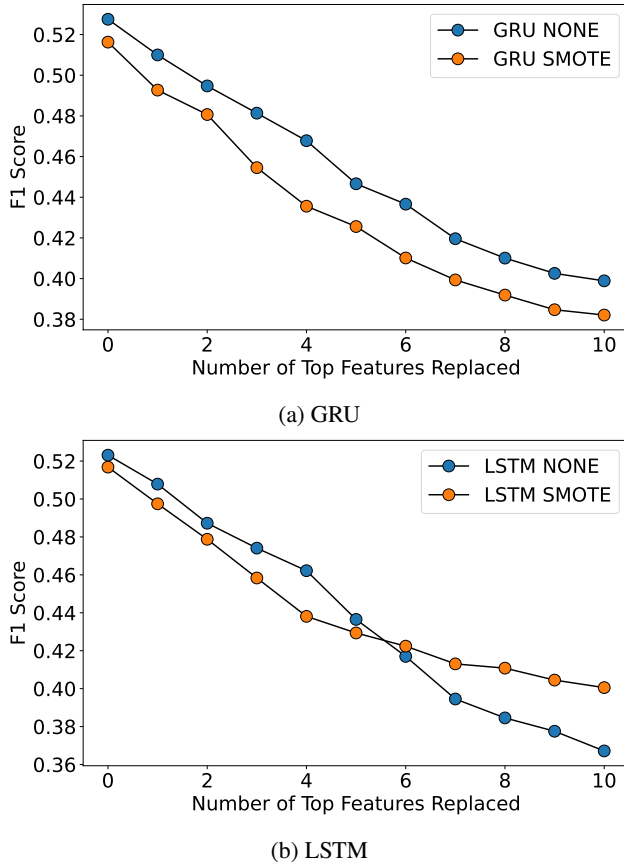 0.52
0.50
0.48
0.46
0.44
0.42
0.40
0.38
F1 Score
GRU NONE
GRU SMOTE
0 2 4 6 8 10
Number of Top Features Replaced
(a) GRU
0.52
0.50
0.48
0.46
0.44
0.42
0.40
0.38
0.36
F1 Score
LSTM NONE
LSTM SMOTE
0 2 4 6 8 10
Number of Top Features Replaced
(b) LSTM